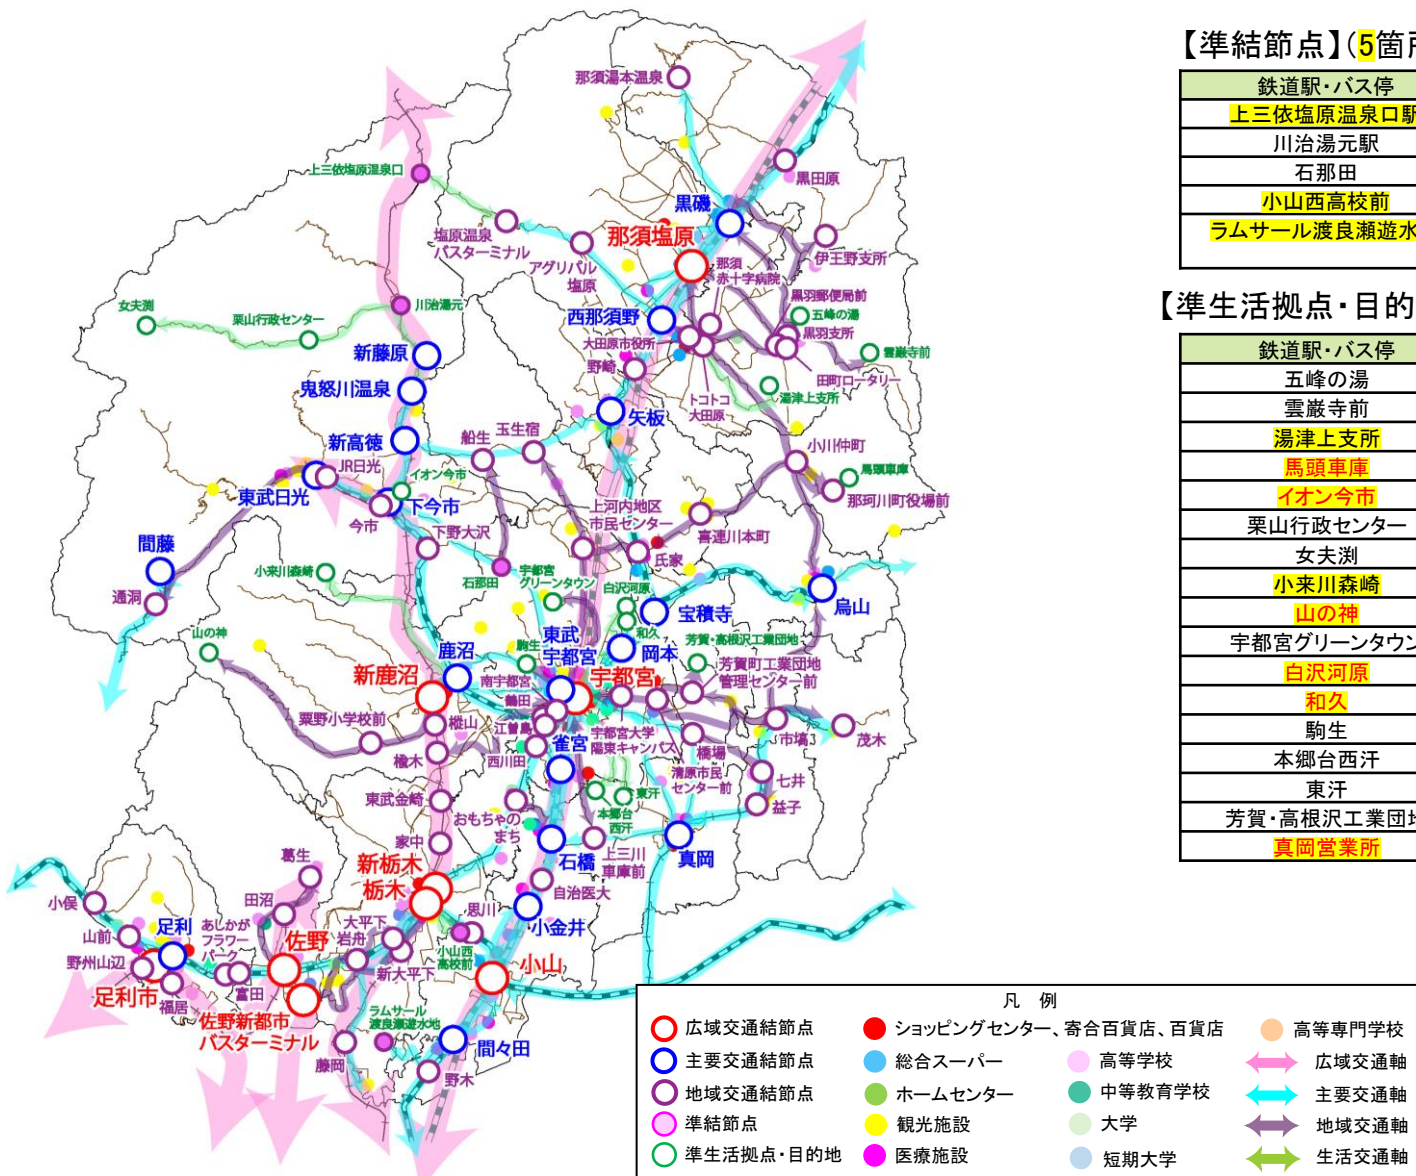 【準結節点】(5箇所
鉄道駅・バス停
上三依塩原温泉口駅
川治湯元駅
石那田
小山西高校前
ラムサール渡良瀬遊水
【準生活拠点・目的
鉄道駅・バス停
五峰の湯
雲巌寺前
湯津上支所
馬頭車庫
イオン今市
栗山行政センター
女夫渕
小来川森崎
山の神
宇都宮グリーンタウン
白沢河原
和久
駒生
本郷台西汗
東汗
芳賀・高根沢工業団地
真岡営業所
那須湯本温泉
上三依塩原温泉口
黒田原
黒磯
塩原温泉
バスターミナル
那須塩原
アグリパル
塩原
那須
赤十字病院
伊王野支所
黒羽郵便局前
五峰の湯
女夫渕
栗山行政センター
川治湯元
西那須野
大田原市役所
黒羽支所
雲巌寺前
新藤原
野崎
田町ロータリー
鬼怒川温泉
トコトコ
大田原
湯津上支所
矢板
新高徳
船生
玉生宿
小川仲町
JR日光
イオン今市
馬頭車庫
東武日光
下今市
那珂川町役場前
今市
上河内地区
市民センター
喜連川本町
下野大沢
氏家
間藤
小来川森崎
石那田
宇都宮
グリーンタウン
白沢河原
烏山
通洞
宝積寺
山の神
和久
東武
宇都宮
岡本
芳賀・高根沢工業団地
鹿沼
駒生
新鹿沼
南宇都宮
宇都宮
芳賀町工業団地
管理センター前
鶴田
粟野小学校前
樅山
江曽島
宇都宮大学
陽東キャンパス
市塙
茂木
楡木
西川田
雀宮
橋場
清原市民
センター前
七井
東武金崎
東汗
益子
おもちゃの
まち
本郷台
西汗
家中
石橋
上三川
車庫前
真岡
葛生
新栃木
栃木
自治医大
小俣
田沼
思川
小金井
山前
足利
あしかが
フラワー
パーク
大平下
岩舟
佐野
小山西
高校前
小山
野州山辺
新大平下
足利市
福居
富田
佐野新都市
バスターミナル
ラムサール
渡良瀬遊水地
間々田
藤岡
野木
凡 例
広域交通結節点
ショッピングセンター、寄合百貨店、百貨店
高等専門学校
主要交通結節点
総合スーパー
高等学校
広域交通軸
地域交通結節点
ホームセンター
中等教育学校
主要交通軸
準結節点
観光施設
大学
地域交通軸
準生活拠点・目的地
医療施設
短期大学
生活交通軸